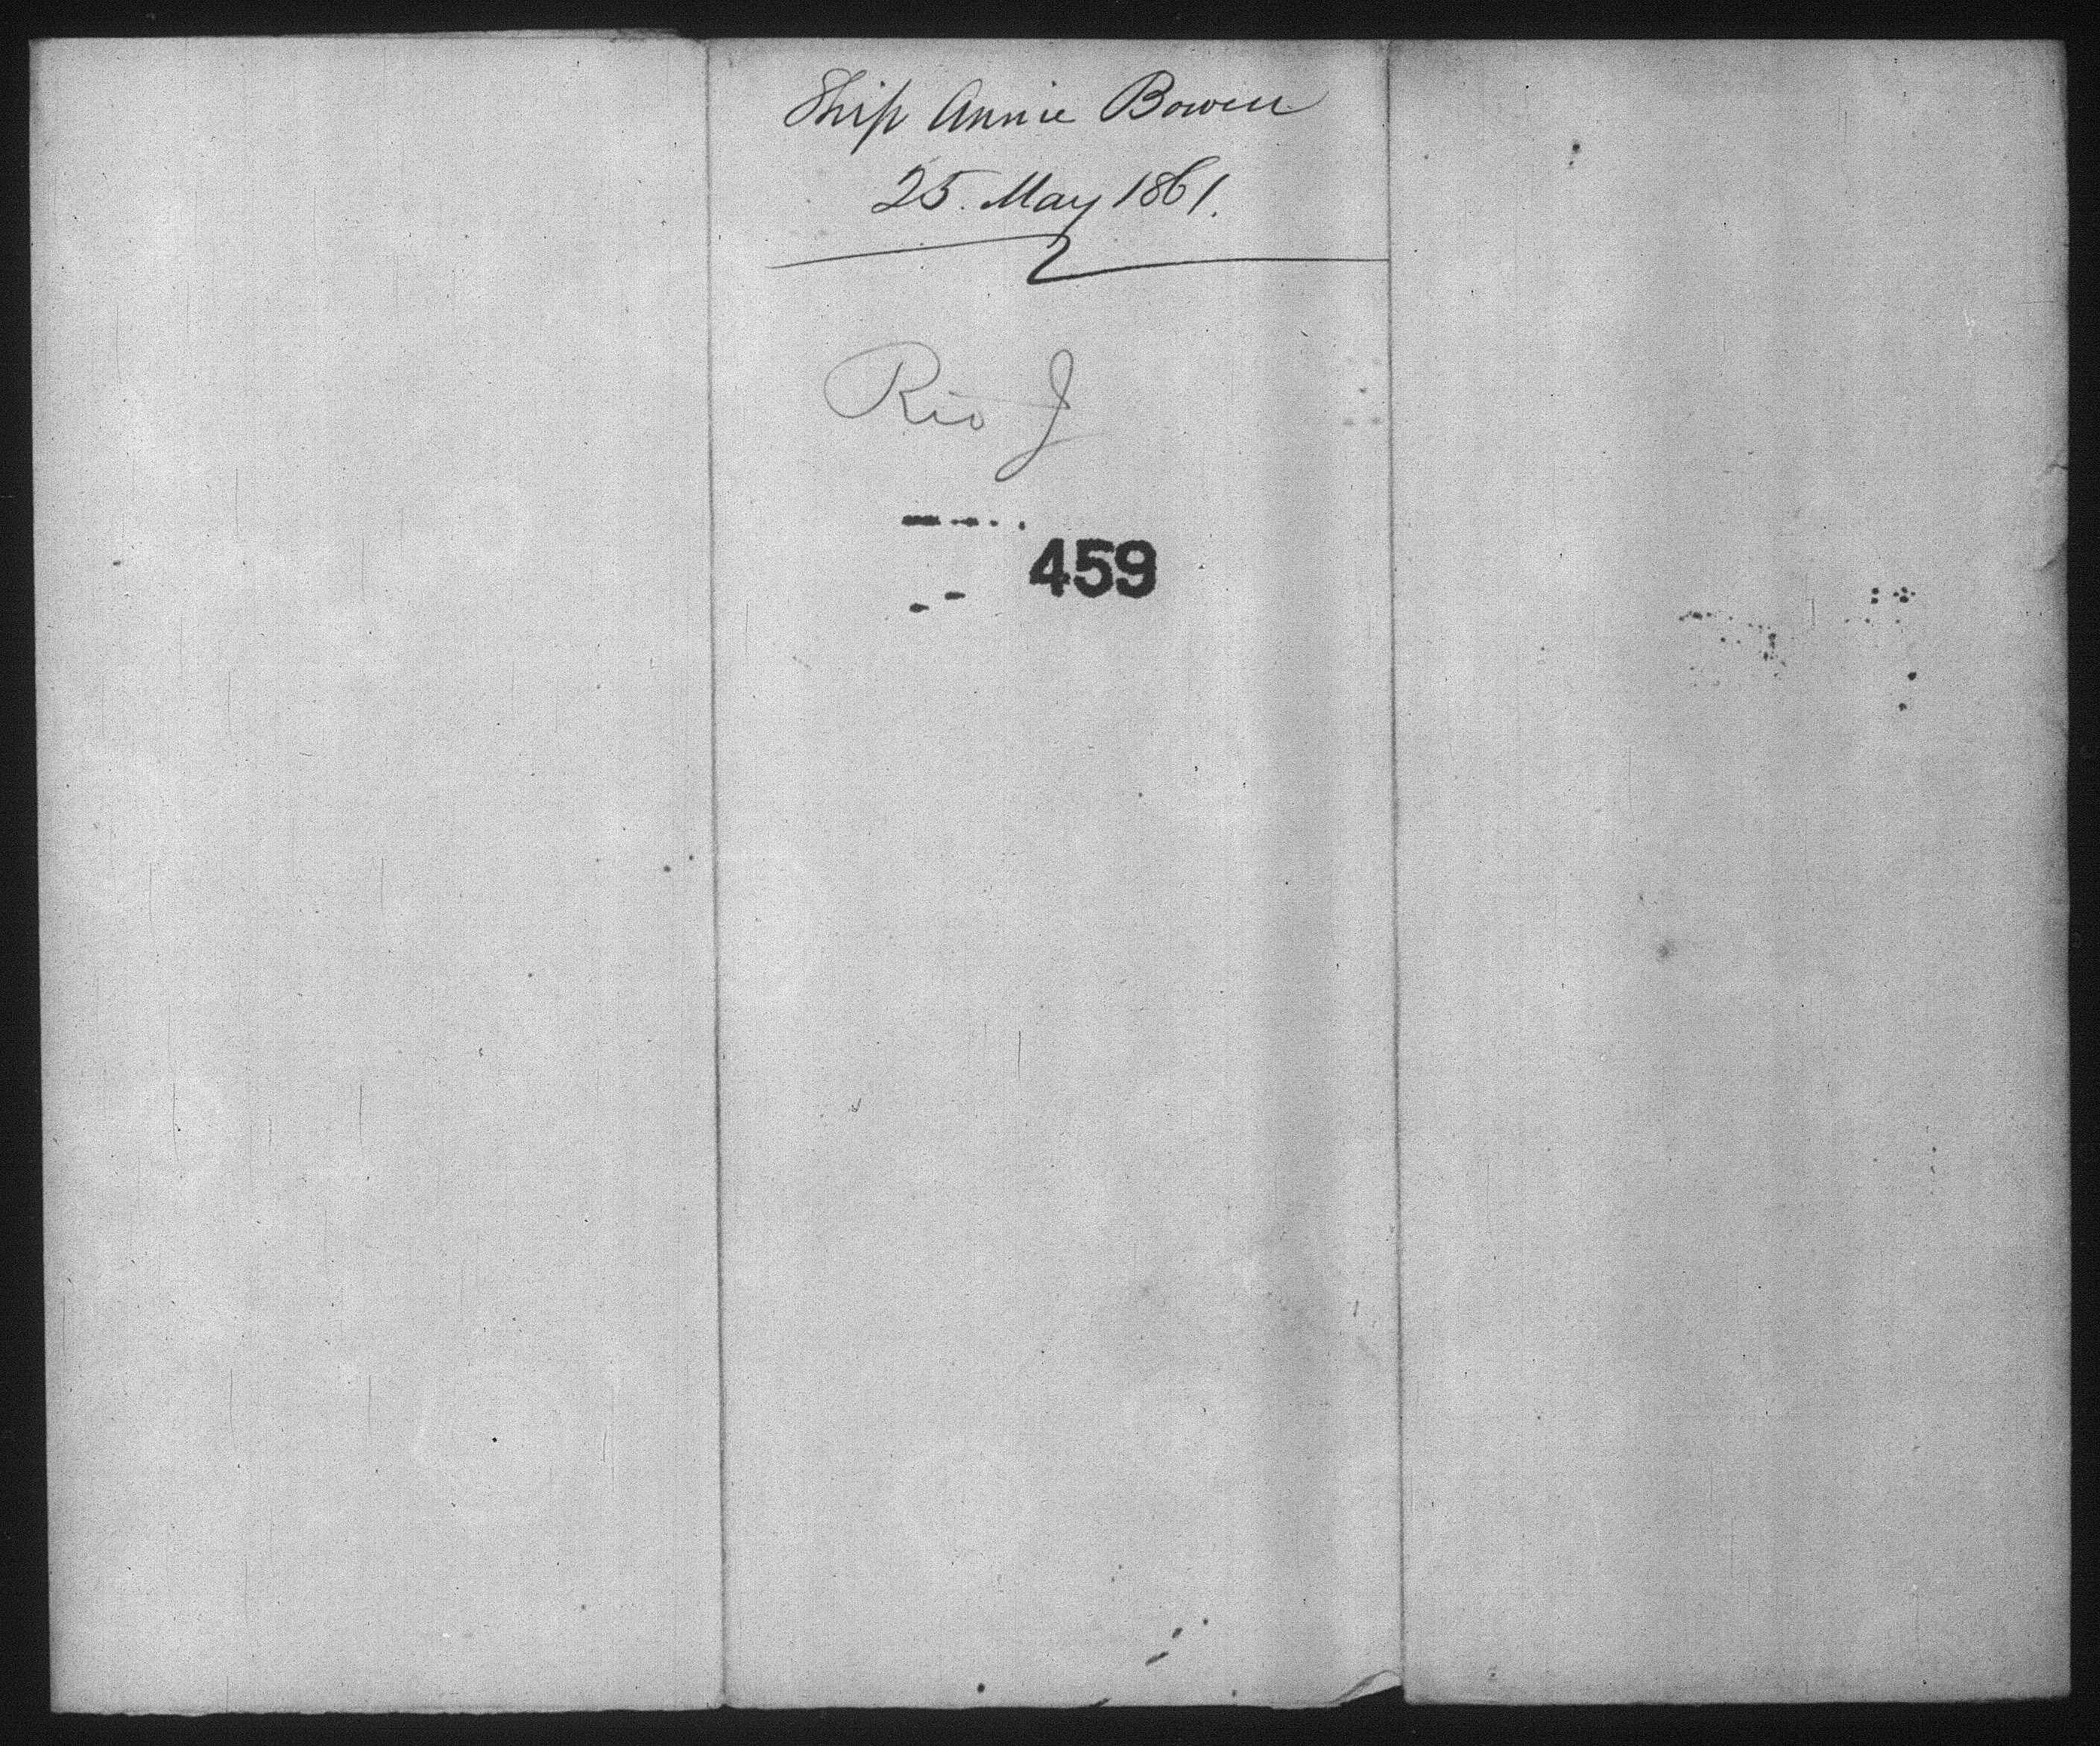 Ship Annie Bowen
25. May 1861.
Rio J
459